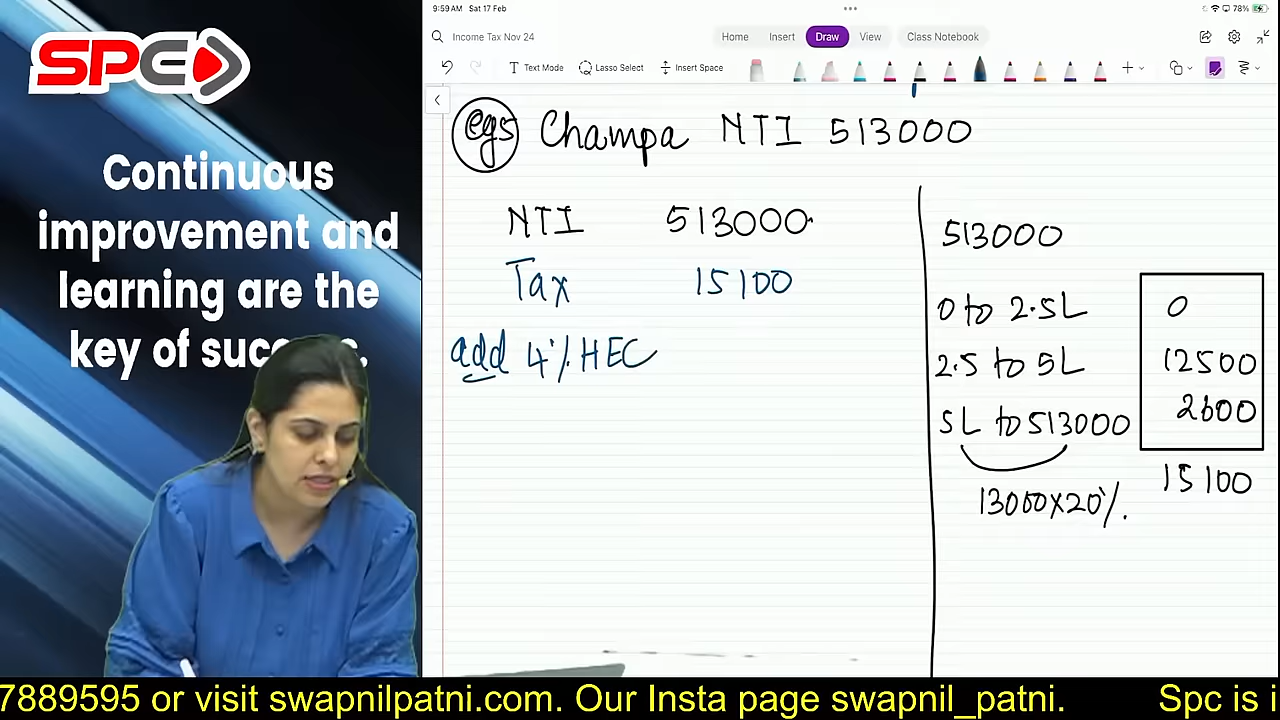 SPC
Continuous
improvement and
learning are the
key of suc
9:59 AM Sat 17 Feb
78%
Income Tax Nov 24
Home Insert Draw View Class Notebook
Text Mode Lasso Select Insert Space
eg5 Champa NTI 513000
NTI 513000
Tax 15100
add 4% HEC
513000
0 to 2.5L 0
2.5 to 5L 12500
5L to 513000 2600
15100
13000x20%.
7889595 or visit swapnilpatni.com. Our Insta page swapnil_patni. Spc is i